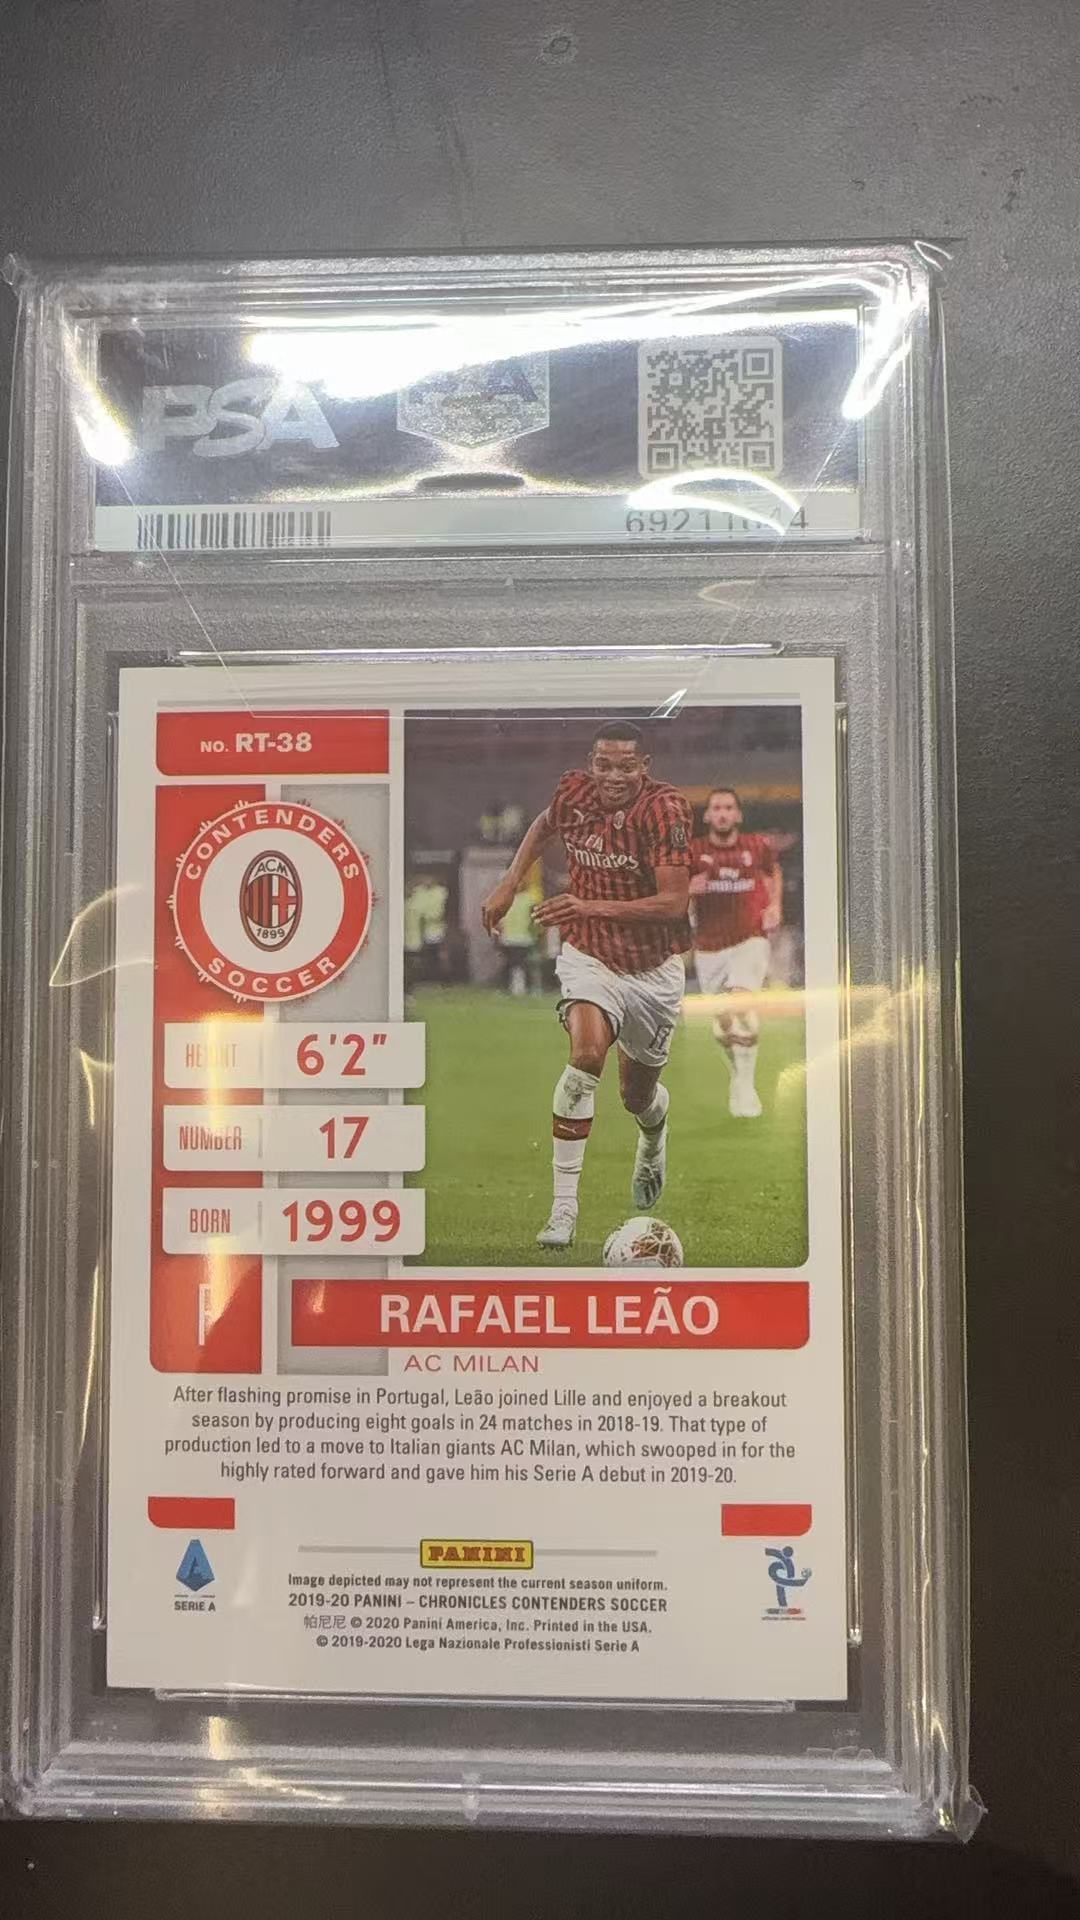 PSA
NO. RT-38
CONTENDERS
ACM
1899
SOCCER
HEIGHT 6'2"
NUMBER 17
BORN 1999
Emirates
RAFAEL LEÃO
AC MILAN
After flashing promise in Portugal, Leão joined Lille and enjoyed a breakout
season by producing eight goals in 24 matches in 2018-19. That type of
production led to a move to Italian giants AC Milan, which swooped in for the
highly rated forward and gave him his Serie A debut in 2019-20.
SERIE A
PANINI
Image depicted may not represent the current season uniform.
2019-20 PANINI – CHRONICLES CONTENDERS SOCCER
帕尼尼 © 2020 Panini America, Inc. Printed in the USA.
© 2019-2020 Lega Nazionale Professionisti Serie A